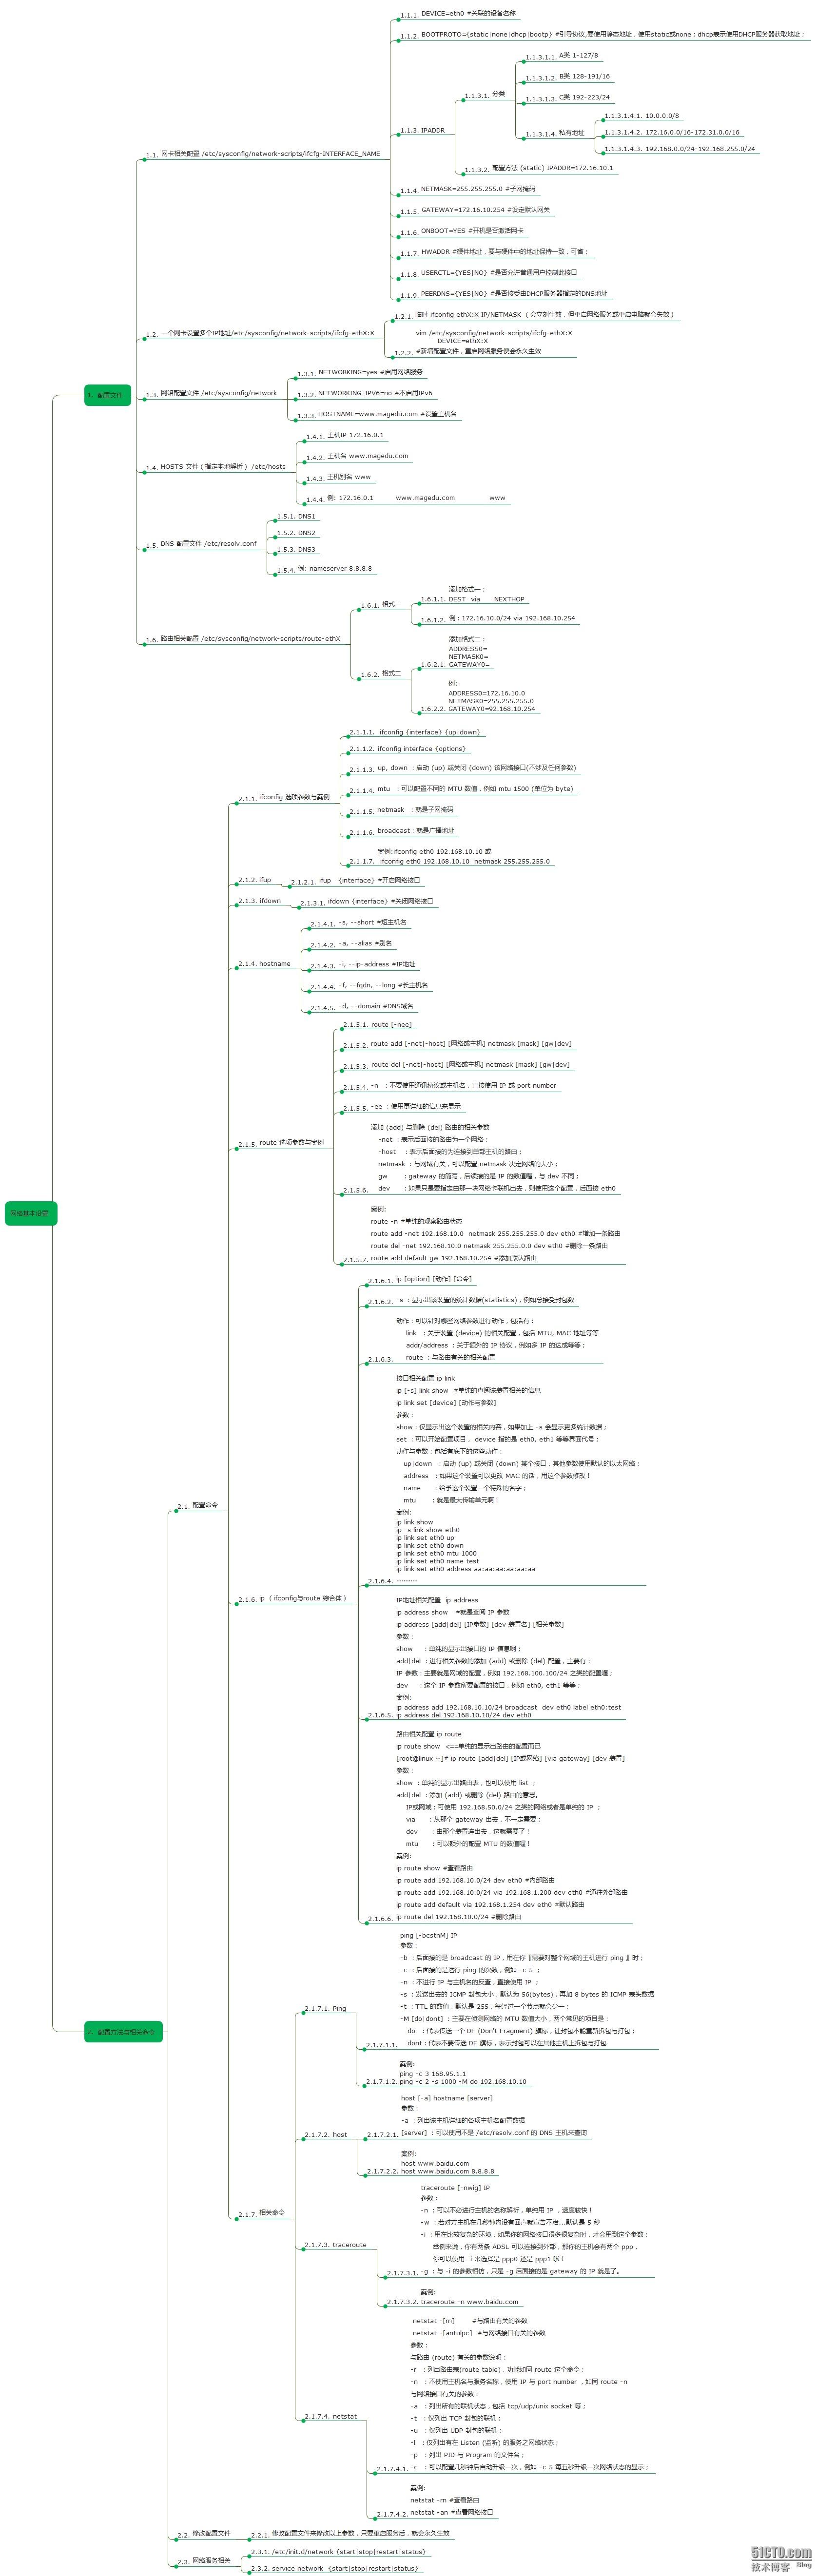 网络基本设置
1. 配置文件
1.1. 网卡相关配置 /etc/sysconfig/network-scripts/ifcfg-INTERFACE_NAME
1.1.1. DEVICE=eth0 #关联的设备名称
1.1.2. BOOTPROTO={static|none|dhcp|bootp} #引导协议,要使用静态地址，使用static或none；dhcp表示使用DHCP服务器获取地址；
1.1.3. IPADDR
1.1.3.1. 分类
1.1.3.1.1. A类 1-127/8
1.1.3.1.2. B类 128-191/16
1.1.3.1.3. C类 192-223/24
1.1.3.1.4. 私有地址
1.1.3.1.4.1. 10.0.0.0/8
1.1.3.1.4.2. 172.16.0.0/16-172.31.0.0/16
1.1.3.1.4.3. 192.168.0.0/24-192.168.255.0/24
1.1.3.2. 配置方法 (static) IPADDR=172.16.10.1
1.1.4. NETMASK=255.255.255.0 #子网掩码
1.1.5. GATEWAY=172.16.10.254 #设定默认网关
1.1.6. ONBOOT=YES #开机是否激活网卡
1.1.7. HWADDR #硬件地址，要与硬件中的地址保持一致，可省；
1.1.8. USERCTL={YES|NO} #是否允许普通用户控制此接口
1.1.9. PEERDNS={YES|NO} #是否接受由DHCP服务器指定的DNS地址
1.2. 一个网卡设置多个IP地址/etc/sysconfig/network-scripts/ifcfg-ethX:X
1.2.1. 临时 ifconfig ethX:X IP/NETMASK （会立刻生效，但重启网络服务或重启电脑就会失效）
vim /etc/sysconfig/network-scripts/ifcfg-ethX:X
DEVICE=ethX:X
1.2.2. #新增配置文件，重启网络服务便会永久生效
1.3. 网络配置文件 /etc/sysconfig/network
1.3.1. NETWORKING=yes #启用网络服务
1.3.2. NETWORKING_IPV6=no #不启用IPv6
1.3.3. HOSTNAME=www.magedu.com #设置主机名
1.4. HOSTS 文件（指定本地解析） /etc/hosts
1.4.1. 主机IP 172.16.0.1
1.4.2. 主机名 www.magedu.com
1.4.3. 主机别名 www
1.4.4. 例: 172.16.0.1 www.magedu.com www
1.5. DNS 配置文件 /etc/resolv.conf
1.5.1. DNS1
1.5.2. DNS2
1.5.3. DNS3
1.5.4. 例: nameserver 8.8.8.8
1.6. 路由相关配置 /etc/sysconfig/network-scripts/route-ethX
1.6.1. 格式一
添加格式一：
1.6.1.1. DEST via NEXTHOP
1.6.1.2. 例：172.16.10.0/24 via 192.168.10.254
1.6.2. 格式二
添加格式二：
ADDRESS0=
NETMASK0=
1.6.2.1. GATEWAY0=
例:
ADDRESS0=172.16.10.0
NETMASK0=255.255.255.0
1.6.2.2. GATEWAY0=92.168.10.254
2. 配置方法与相关命令
2.1. 配置命令
2.1.1. ifconfig 选项参数与案例
2.1.1.1. ifconfig {interface} {up|down}
2.1.1.2. ifconfig interface {options}
2.1.1.3. up, down ：启动 (up) 或关闭 (down) 该网络接口(不涉及任何参数)
2.1.1.4. mtu ：可以配置不同的 MTU 数值，例如 mtu 1500 (单位为 byte)
2.1.1.5. netmask ：就是子网掩码
2.1.1.6. broadcast：就是广播地址
案例:ifconfig eth0 192.168.10.10 或
2.1.1.7. ifconfig eth0 192.168.10.10 netmask 255.255.255.0
2.1.2. ifup
2.1.2.1. ifup {interface} #开启网络接口
2.1.3. ifdown
2.1.3.1. ifdown {interface} #关闭网络接口
2.1.4. hostname
2.1.4.1. -s, --short #短主机名
2.1.4.2. -a, --alias #别名
2.1.4.3. -i, --ip-address #IP地址
2.1.4.4. -f, --fqdn, --long #长主机名
2.1.4.5. -d, --domain #DNS域名
2.1.5. route 选项参数与案例
2.1.5.1. route [-nee]
2.1.5.2. route add [-net|-host] [网络或主机] netmask [mask] [gw|dev]
2.1.5.3. route del [-net|-host] [网络或主机] netmask [mask] [gw|dev]
2.1.5.4. -n ：不要使用通讯协议或主机名，直接使用 IP 或 port number
2.1.5.5. -ee ：使用更详细的信息来显示
添加 (add) 与删除 (del) 路由的相关参数
-net ：表示后面接的路由为一个网络；
-host ：表示后面接的为连接到单部主机的路由；
netmask ：与网域有关，可以配置 netmask 决定网络的大小；
gw ：gateway 的简写，后续接的是 IP 的数值喔，与 dev 不同；
2.1.5.6. dev ：如果只是要指定由那一块网络卡联机出去，则使用这个配置，后面接 eth0
案例:
route -n #单纯的观察路由状态
route add -net 192.168.10.0 netmask 255.255.255.0 dev eth0 #增加一条路由
route del -net 192.168.10.0 netmask 255.255.0.0 dev eth0 #删除一条路由
2.1.5.7. route add default gw 192.168.10.254 #添加默认路由
2.1.6. ip （ifconfig与route 综合体）
2.1.6.1. ip [option] [动作] [命令]
2.1.6.2. -s ：显示出该装置的统计数据(statistics)，例如总接受封包数
动作：可以针对哪些网络参数进行动作，包括有：
link ：关于装置 (device) 的相关配置，包括 MTU, MAC 地址等等
addr/address ：关于额外的 IP 协议，例如多 IP 的达成等等；
2.1.6.3. route ：与路由有关的相关配置
接口相关配置 ip link
ip [-s] link show #单纯的查阅该装置相关的信息
ip link set [device] [动作与参数]
参数：
show：仅显示出这个装置的相关内容，如果加上 -s 会显示更多统计数据；
set ：可以开始配置项目， device 指的是 eth0, eth1 等等界面代号；
动作与参数：包括有底下的这些动作：
up|down ：启动 (up) 或关闭 (down) 某个接口，其他参数使用默认的以太网络；
address ：如果这个装置可以更改 MAC 的话，用这个参数修改！
name ：给予这个装置一个特殊的名字；
mtu ：就是最大传输单元啊！
案例:
ip link show
ip -s link show eth0
ip link set eth0 up
ip link set eth0 down
ip link set eth0 mtu 1000
ip link set eth0 name test
ip link set eth0 address aa:aa:aa:aa:aa:aa
2.1.6.4. ----------
IP地址相关配置 ip address
ip address show #就是查阅 IP 参数
ip address [add|del] [IP参数] [dev 装置名] [相关参数]
参数：
show ：单纯的显示出接口的 IP 信息啊；
add|del ：进行相关参数的添加 (add) 或删除 (del) 配置，主要有：
IP 参数：主要就是网域的配置，例如 192.168.100.100/24 之类的配置喔；
dev ：这个 IP 参数所要配置的接口，例如 eth0, eth1 等等；
案例:
ip address add 192.168.10.10/24 broadcast dev eth0 label eth0:test
2.1.6.5. ip address del 192.168.10.10/24 dev eth0
路由相关配置 ip route
ip route show <==单纯的显示出路由的配置而已
[root@linux ~]# ip route [add|del] [IP或网络] [via gateway] [dev 装置]
参数：
show ：单纯的显示出路由表，也可以使用 list ；
add|del ：添加 (add) 或删除 (del) 路由的意思。
IP或网域：可使用 192.168.50.0/24 之类的网络或者是单纯的 IP ；
via ：从那个 gateway 出去，不一定需要；
dev ：由那个装置连出去，这就需要了！
mtu ：可以额外的配置 MTU 的数值喔！
案例:
ip route show #查看路由
ip route add 192.168.10.0/24 dev eth0 #内部路由
ip route add 192.168.10.0/24 via 192.168.1.200 dev eth0 #通往外部路由
ip route add default via 192.168.1.254 dev eth0 #默认路由
2.1.6.6. ip route del 192.168.10.0/24 #删除路由
2.1.7. 相关命令
2.1.7.1. Ping
ping [-bcstnM] IP
参数：
-b ：后面接的是 broadcast 的 IP，用在你『需要对整个网域的主机进行 ping 』时；
-c ：后面接的是运行 ping 的次数，例如 -c 5 ；
-n ：不进行 IP 与主机名的反查，直接使用 IP ；
-s ：发送出去的 ICMP 封包大小，默认为 56(bytes)，再加 8 bytes 的 ICMP 表头数据
-t ：TTL 的数值，默认是 255，每经过一个节点就会少一；
-M [do|dont] ：主要在侦测网络的 MTU 数值大小，两个常见的项目是：
do ：代表传送一个 DF (Don't Fragment) 旗标，让封包不能重新拆包与打包；
2.1.7.1.1. dont：代表不要传送 DF 旗标，表示封包可以在其他主机上拆包与打包
案例:
ping -c 3 168.95.1.1
2.1.7.1.2. ping -c 2 -s 1000 -M do 192.168.10.10
2.1.7.2. host
host [-a] hostname [server]
参数：
-a ：列出该主机详细的各项主机名配置数据
2.1.7.2.1. [server] ：可以使用不是 /etc/resolv.conf 的 DNS 主机来查询
案例:
host www.baidu.com
2.1.7.2.2. host www.baidu.com 8.8.8.8
2.1.7.3. traceroute
traceroute [-nwig] IP
参数：
-n ：可以不必进行主机的名称解析，单纯用 IP ，速度较快！
-w ：若对方主机在几秒钟内没有回声就宣告不治...默认是 5 秒
-i ：用在比较复杂的环境，如果你的网络接口很多很复杂时，才会用到这个参数；
举例来说，你有两条 ADSL 可以连接到外部，那你的主机会有两个 ppp，
你可以使用 -i 来选择是 ppp0 还是 ppp1 啦！
2.1.7.3.1. -g ：与 -i 的参数相仿，只是 -g 后面接的是 gateway 的 IP 就是了。
案例:
2.1.7.3.2. traceroute -n www.baidu.com
2.1.7.4. netstat
netstat -[rn] #与路由有关的参数
netstat -[antulpc] #与网络接口有关的参数
参数：
与路由 (route) 有关的参数说明：
-r ：列出路由表(route table)，功能如同 route 这个命令；
-n ：不使用主机名与服务名称，使用 IP 与 port number ，如同 route -n
与网络接口有关的参数：
-a ：列出所有的联机状态，包括 tcp/udp/unix socket 等；
-t ：仅列出 TCP 封包的联机；
-u ：仅列出 UDP 封包的联机；
-l ：仅列出有在 Listen (监听) 的服务之网络状态；
-p ：列出 PID 与 Program 的文件名；
2.1.7.4.1. -c ：可以配置几秒钟后自动升级一次，例如 -c 5 每五秒升级一次网络状态的显示；
案例:
netstat -rn #查看路由
2.1.7.4.2. netstat -an #查看网络接口
2.2. 修改配置文件
2.2.1. 修改配置文件来修改以上参数，只要重启服务后，就会永久生效
2.3. 网络服务相关
2.3.1. /etc/init.d/network {start|stop|restart|status}
2.3.2. service network {start|stop|restart|status}
51CTO.com
技术博客 Blog